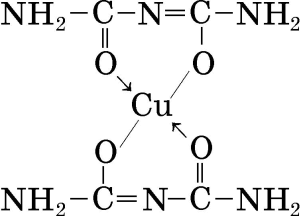 NH₂–C–N=C–NH₂
O O
Cu
O O
NH₂–C=N–C–NH₂